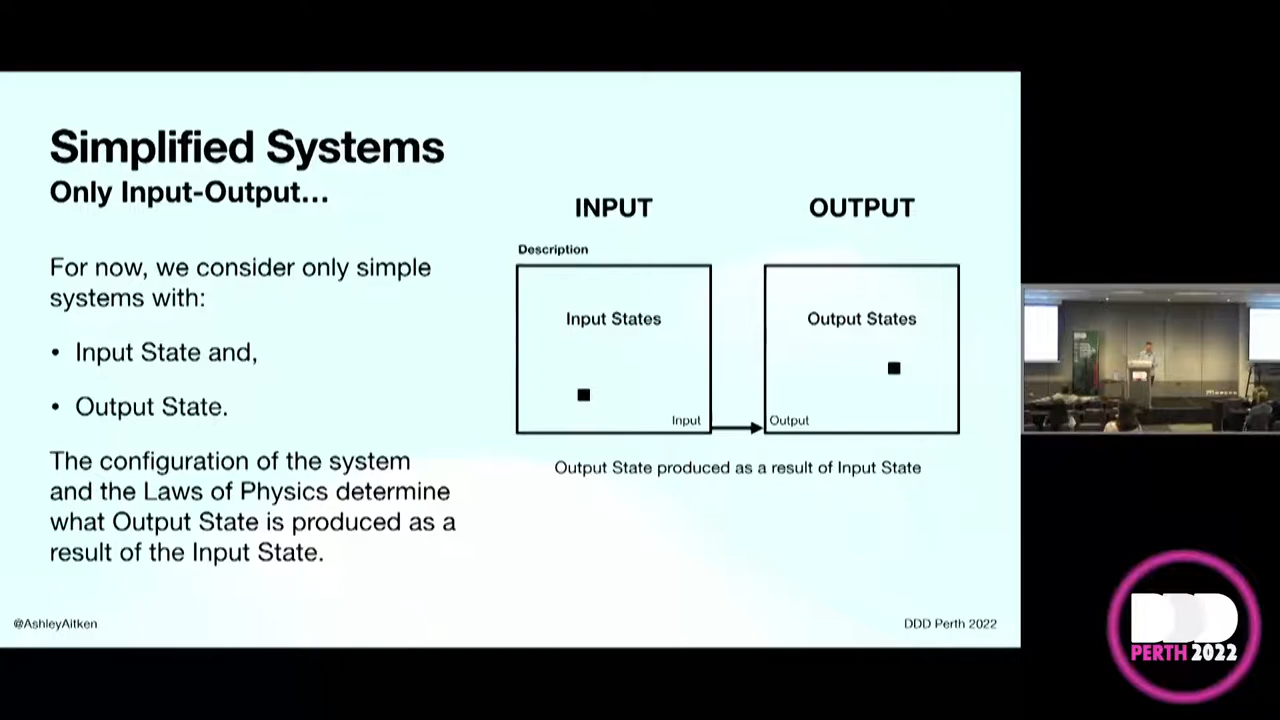 Simplified Systems
Only Input-Output...
For now, we consider only simple
systems with:
• Input State and,
• Output State.
The configuration of the system
and the Laws of Physics determine
what Output State is produced as a
result of the Input State.
INPUT
OUTPUT
Description
Input States
Output States
Input
Output
Output State produced as a result of Input State
@AshleyAitken
DDD Perth 2022
DDD
PERTH 2022